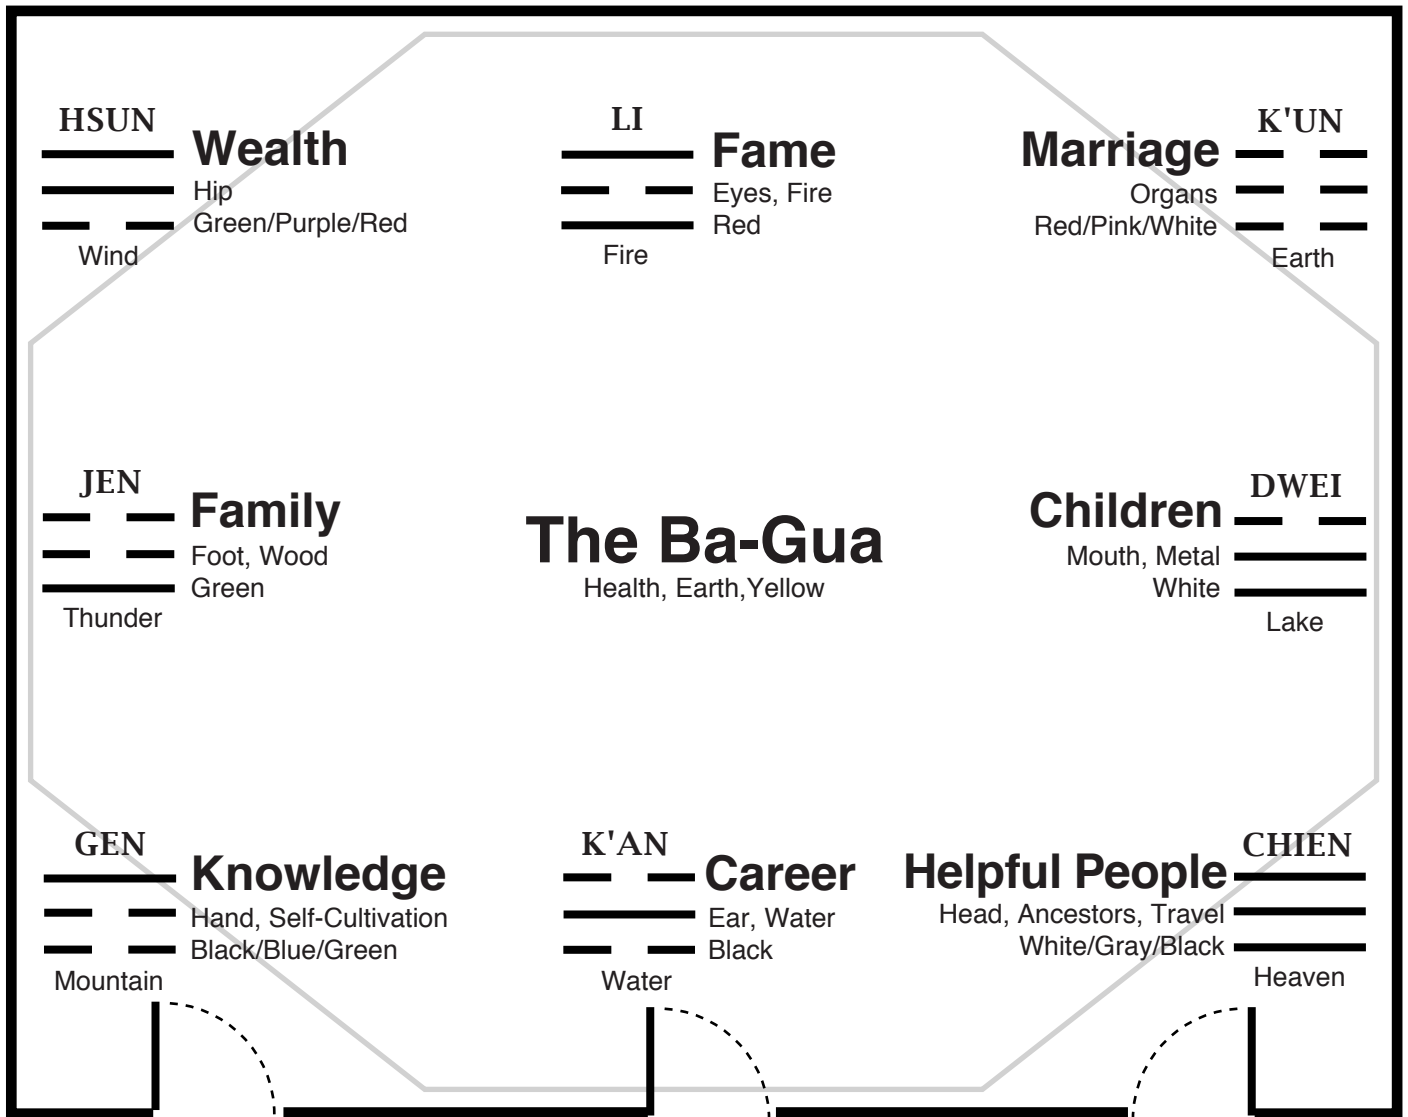 HSUN
Wealth
Hip
Green/Purple/Red
Wind
LI
Fame
Eyes, Fire
Red
Fire
K'UN
Marriage
Organs
Red/Pink/White
Earth
JEN
Family
Foot, Wood
Green
Thunder
The Ba-Gua
Health, Earth,Yellow
DWEI
Children
Mouth, Metal
White
Lake
GEN
Knowledge
Hand, Self-Cultivation
Black/Blue/Green
Mountain
K'AN
Career
Ear, Water
Black
Water
CHIEN
Helpful People
Head, Ancestors, Travel
White/Gray/Black
Heaven